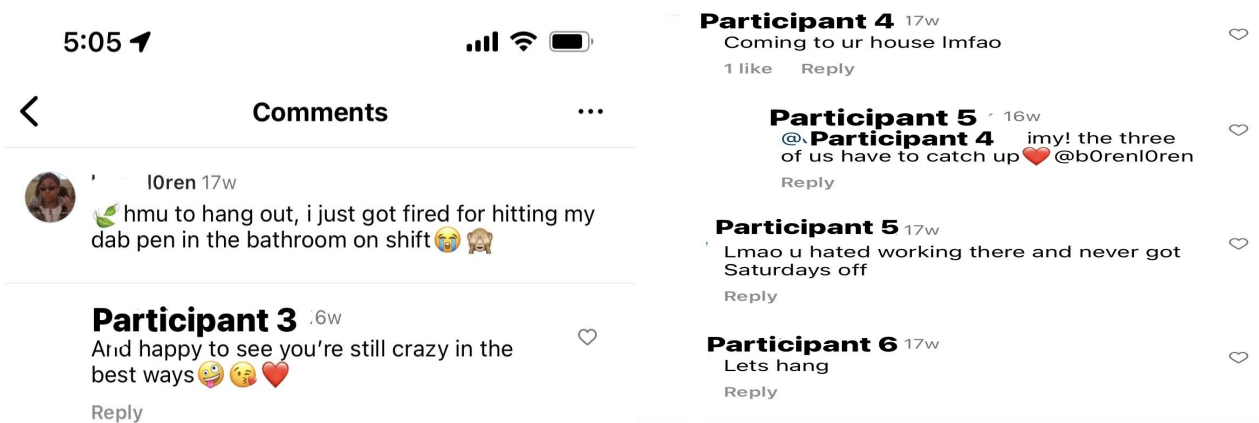 5:05
Comments
l0ren 17w
🍃hmu to hang out, i just got fired for hitting my
dab pen in the bathroom on shift😭🙈
Participant 3 6w
And happy to see you’re still crazy in the
best ways🤪😘❤️
Reply
Participant 4 17w
Coming to ur house lmfao
1 like Reply
Participant 5 16w
@Participant 4 imy! the three
of us have to catch up❤️@b0renl0ren
Reply
Participant 5 17w
Lmao u hated working there and never got
Saturdays off
Reply
Participant 6 17w
Lets hang
Reply